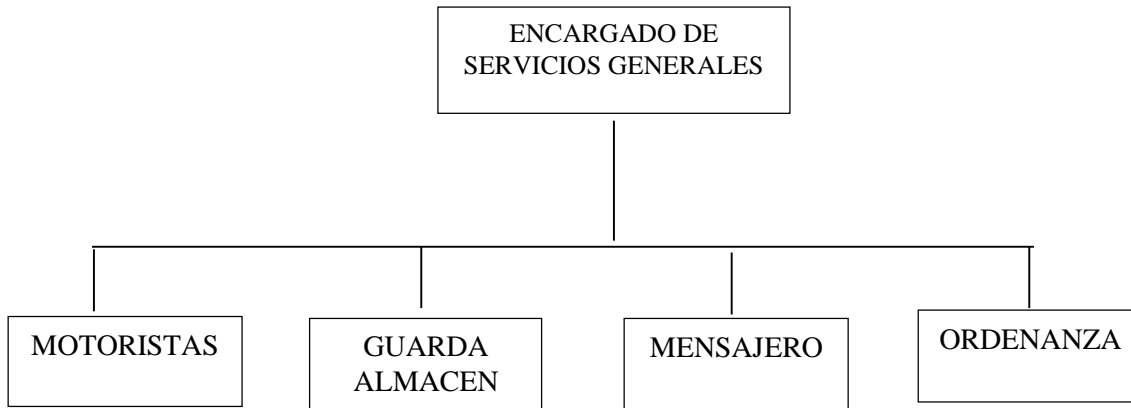 ENCARGADO DE
SERVICIOS GENERALES
MOTORISTAS
GUARDA
ALMACEN
MENSAJERO
ORDENANZA